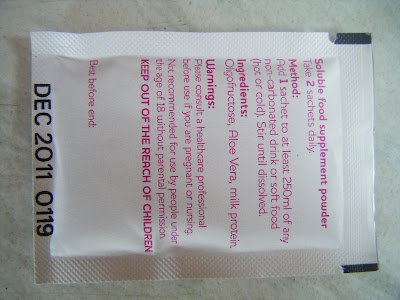 Soluble food supplement powder
Take 2 sachets daily.
Method:
Add 1 sachet to at least 250ml of any
non-carbonated drink or soft food
(hot or cold). Stir until dissolved.
Ingredients:
Oligofructose, Aloe Vera, milk protein.
Warnings:
Please consult a healthcare professional
before use if you are pregnant or nursing.
Not recommended for use by people under
the age of 18 without parental permission.
KEEP OUT OF THE REACH OF CHILDREN
Best before end:
DEC 2011 0119